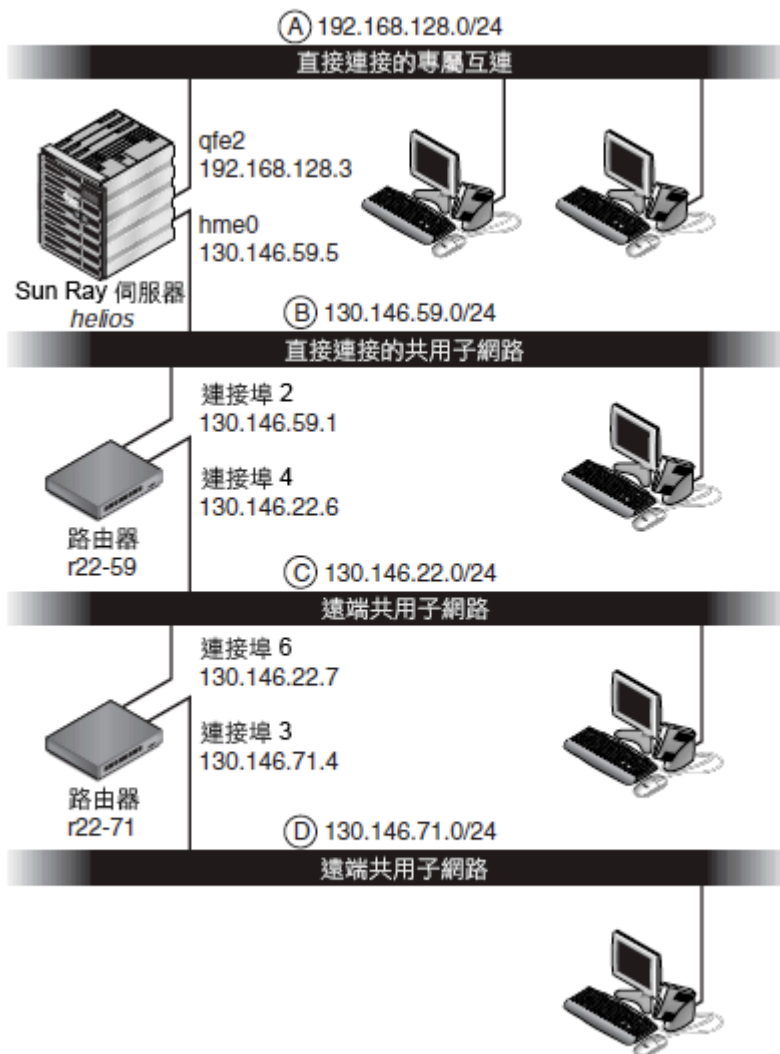 A 192.168.128.0/24
直接連接的專屬互連
qfe2
192.168.128.3
hme0
130.146.59.5
Sun Ray 伺服器
helios
B 130.146.59.0/24
直接連接的共用子網路
連接埠 2
130.146.59.1
連接埠 4
130.146.22.6
路由器
r22-59
C 130.146.22.0/24
遠端共用子網路
連接埠 6
130.146.22.7
連接埠 3
130.146.71.4
路由器
r22-71
D 130.146.71.0/24
遠端共用子網路